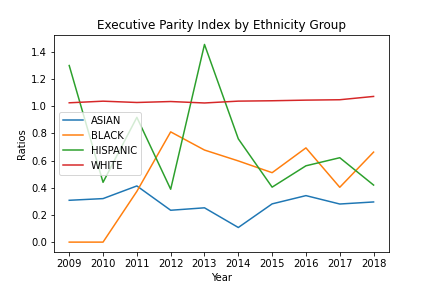 Executive Parity Index by Ethnicity Group
1.4
1.2
1.0
0.8
0.6
0.4
0.2
0.0
Ratios
ASIAN
BLACK
HISPANIC
WHITE
2009 2010 2011 2012 2013 2014 2015 2016 2017 2018
Year